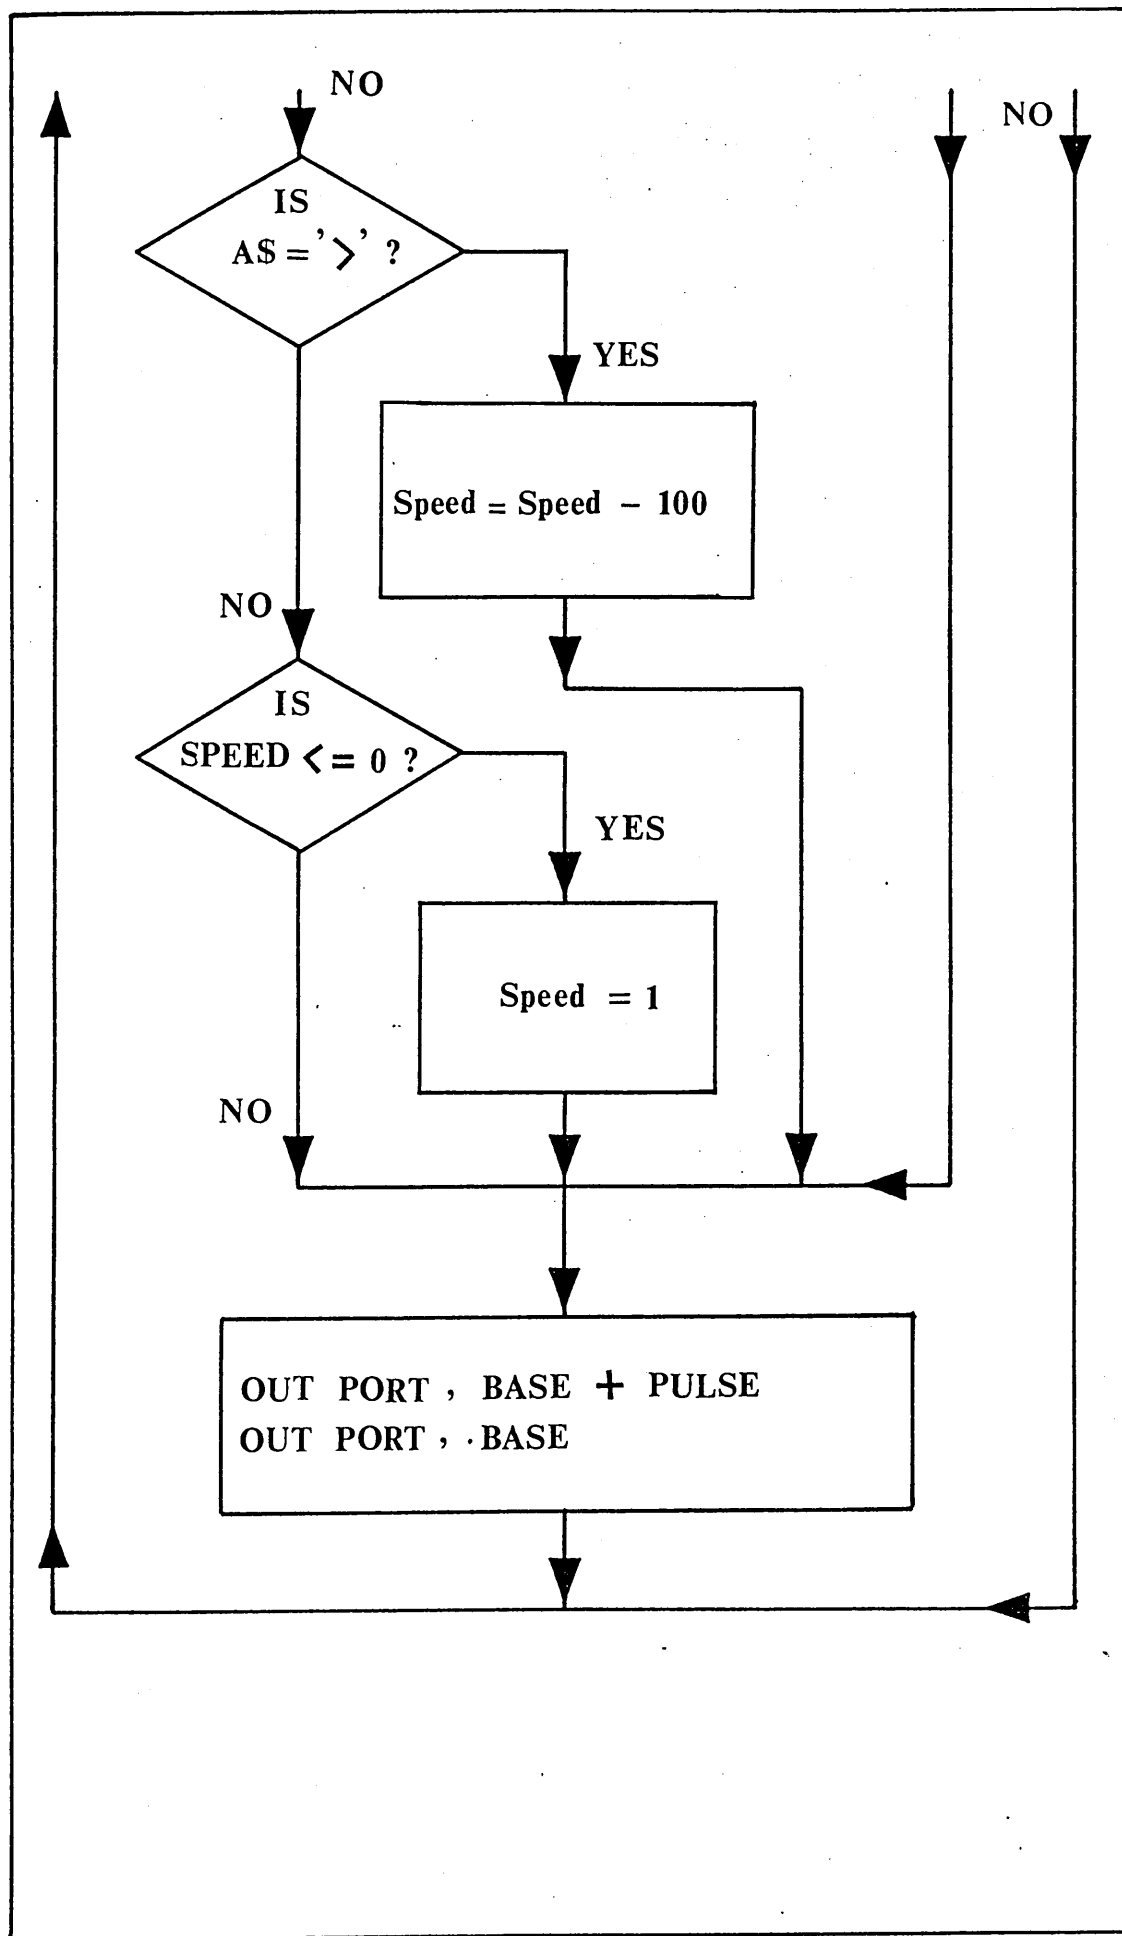 NO
NO
IS
A$ = '>' ?
YES
Speed = Speed - 100
NO
IS
SPEED <= 0 ?
YES
Speed = 1
NO
OUT PORT, BASE + PULSE
OUT PORT, BASE